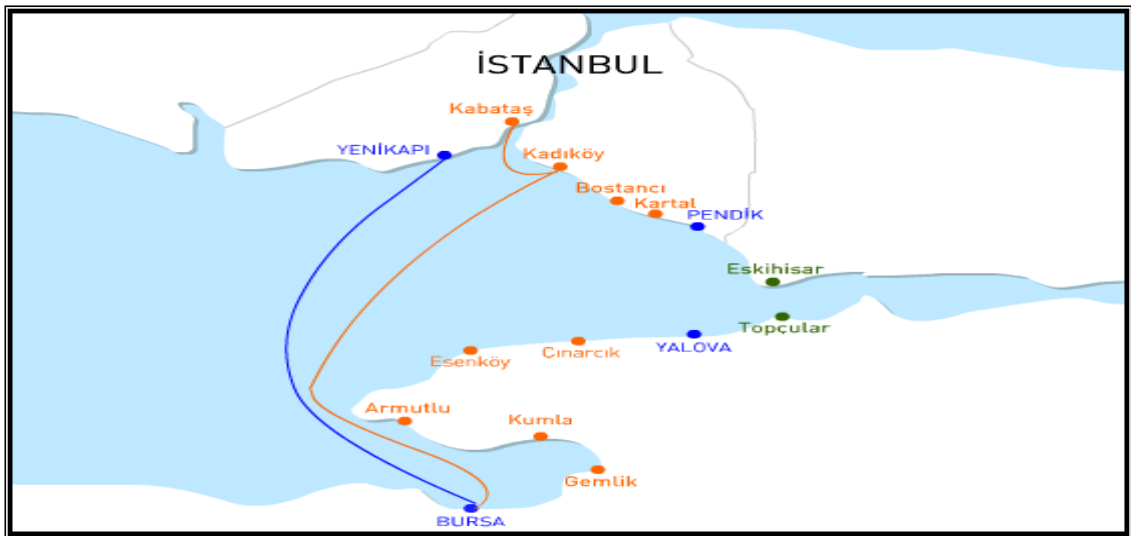 İSTANBUL
Kabataş
YENİKAPI
Kadıköy
Bostancı
Kartal
PENDİK
Eskihisar
Topçular
YALOVA
Çınarcık
Esenköy
Armutlu
Kumla
Gemlik
BURSA